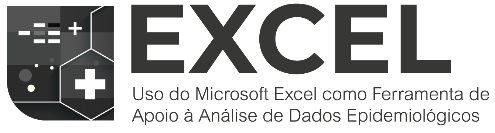 EXCEL
Uso do Microsoft Excel como Ferramenta de
Apoio à Análise de Dados Epidemiológicos